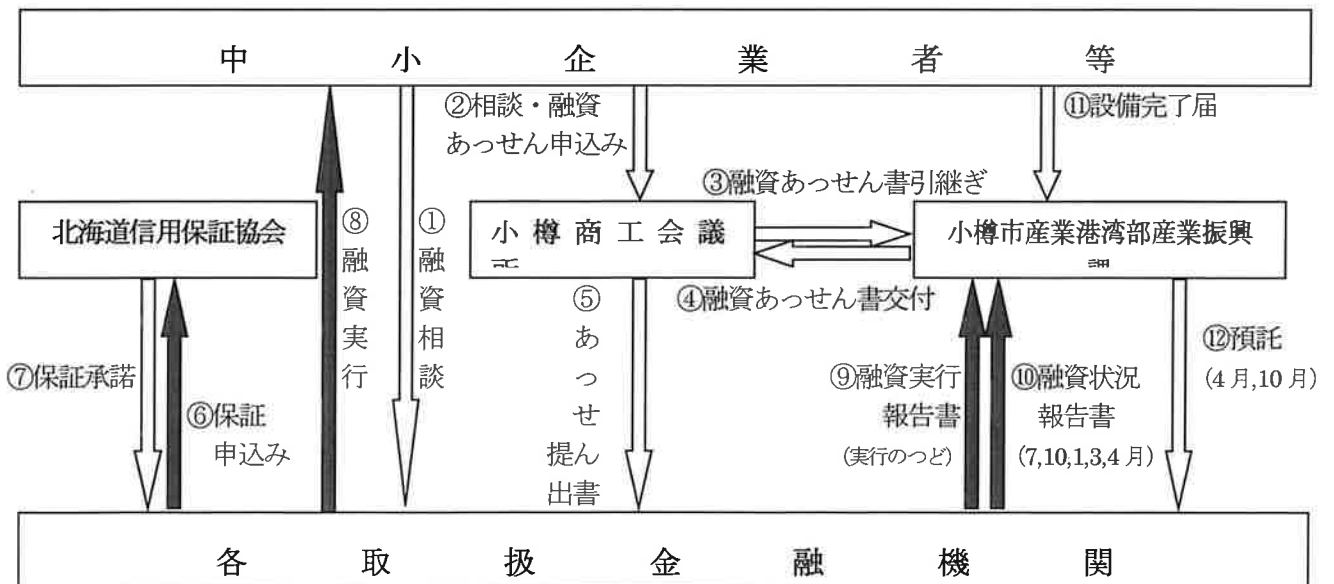 中小企業者等
②相談・融資
あっせん申込み
⑪設備完了届
③融資あっせん書引継ぎ
北海道信用保証協会
⑧融資実行
①融資相談
小樽商工会議
所
小樽市産業港湾部産業振興
課
④融資あっせん書交付
⑤あっせん書
提出
⑦保証承諾
⑥保証
申込み
⑨融資実行
報告書
(実行のつど)
⑩融資状況
報告書
(7,10,1,3,4月)
⑫預託
(4月,10月)
各取扱金融機関